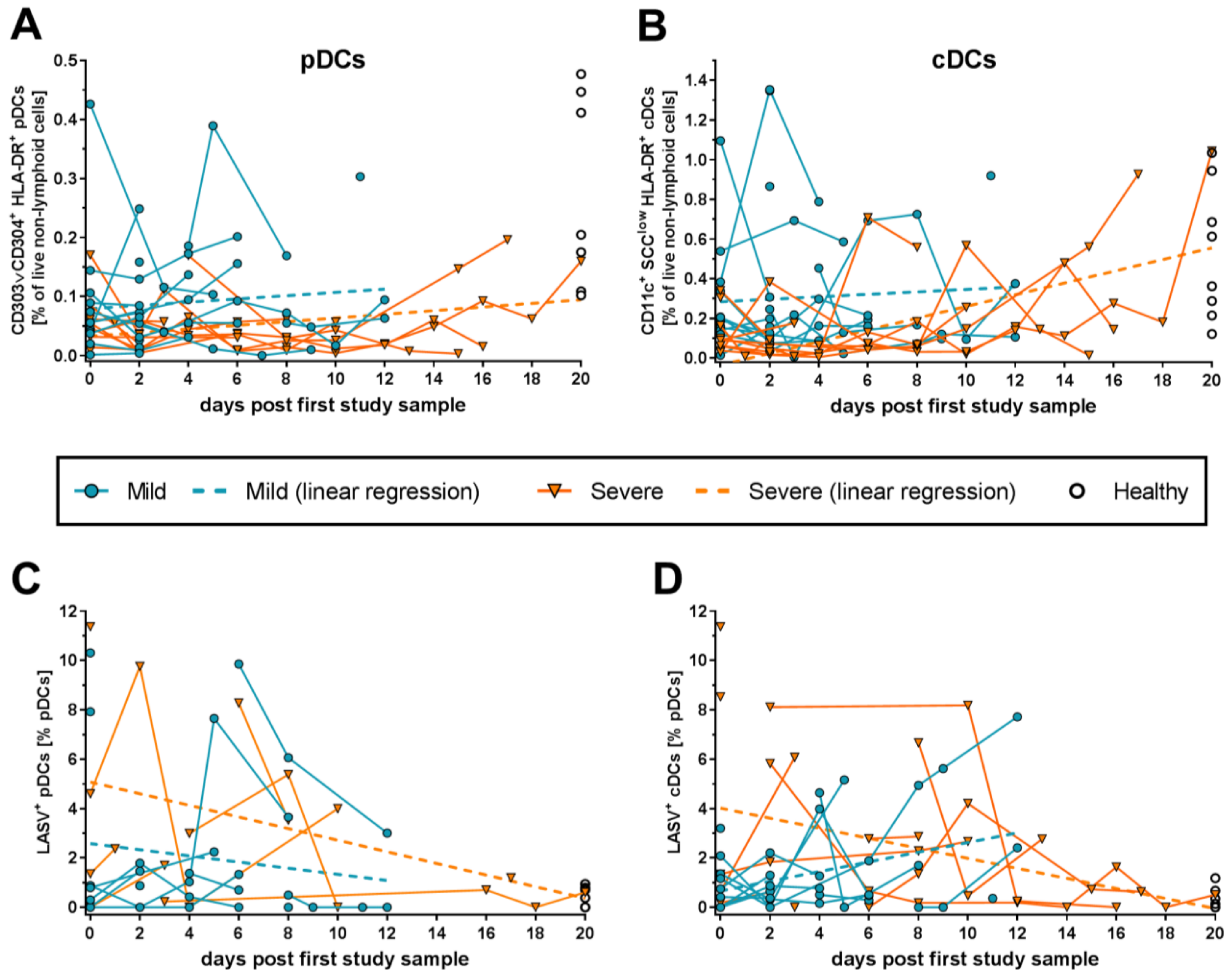 A
B
pDCs
cDCs
CD303vCD304⁺ HLA-DR⁺ pDCs
[% of live non-lymphoid cells]
0.5
0.4
0.3
0.2
0.1
0.0
0 2 4 6 8 10 12 14 16 18 20
days post first study sample
CD11c⁺ SCCˡᵒʷ HLA-DR⁺ cDCs
[% of live non-lymphoid cells]
1.4
1.2
1.0
0.8
0.6
0.4
0.2
0.0
0 2 4 6 8 10 12 14 16 18 20
days post first study sample
Mild Mild (linear regression) Severe Severe (linear regression) Healthy
C
D
LASV⁺ pDCs [% pDCs]
12
10
8
6
4
2
0
0 2 4 6 8 10 12 14 16 18 20
days post first study sample
LASV⁺ cDCs [% pDCs]
12
10
8
6
4
2
0
0 2 4 6 8 10 12 14 16 18 20
days post first study sample